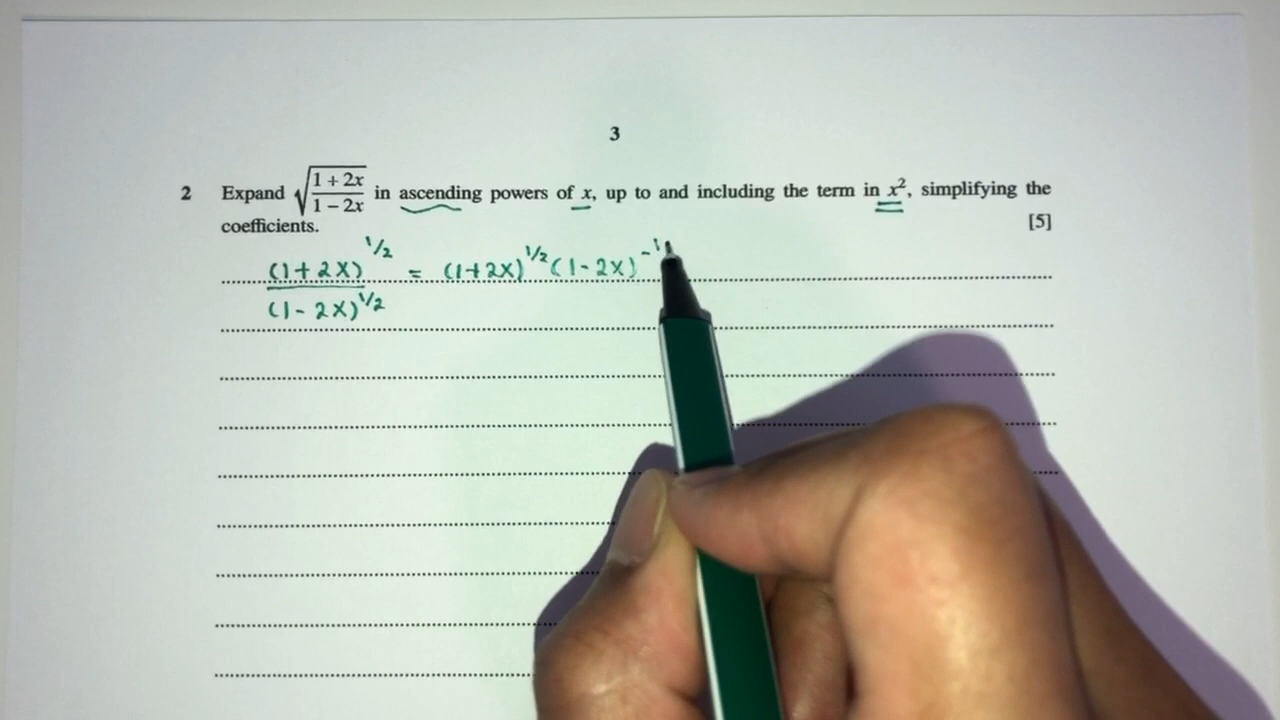 3
2 Expand √((1 + 2x)/(1 − 2x)) in ascending powers of x, up to and including the term in x², simplifying the
coefficients. [5]
(1+2x)^1/2 / (1-2x)^1/2 = (1+2x)^1/2 (1-2x)^-1